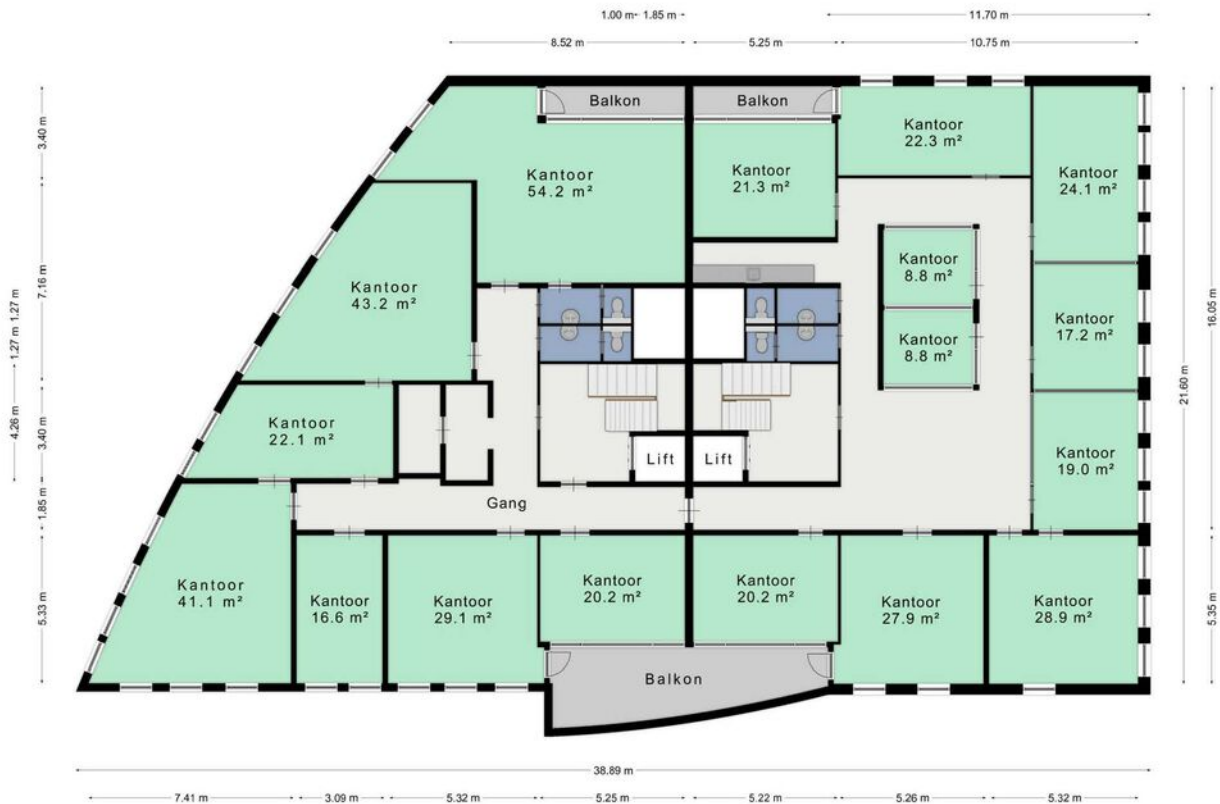 1.00 m
1.85 m
11.70 m
8.52 m
5.25 m
10.75 m
Balkon
Balkon
3.40 m
Kantoor
22.3 m²
Kantoor
54.2 m²
Kantoor
21.3 m²
Kantoor
24.1 m²
7.16 m
1.27 m
1.27 m
Kantoor
43.2 m²
Kantoor
8.8 m²
Kantoor
17.2 m²
16.05 m
Kantoor
8.8 m²
21.60 m
4.26 m
3.40 m
Kantoor
22.1 m²
Lift
Lift
Kantoor
19.0 m²
1.85 m
Gang
5.33 m
Kantoor
41.1 m²
Kantoor
16.6 m²
Kantoor
29.1 m²
Kantoor
20.2 m²
Kantoor
20.2 m²
Kantoor
27.9 m²
Kantoor
28.9 m²
5.35 m
Balkon
38.89 m
7.41 m
3.09 m
5.32 m
5.25 m
5.22 m
5.26 m
5.32 m